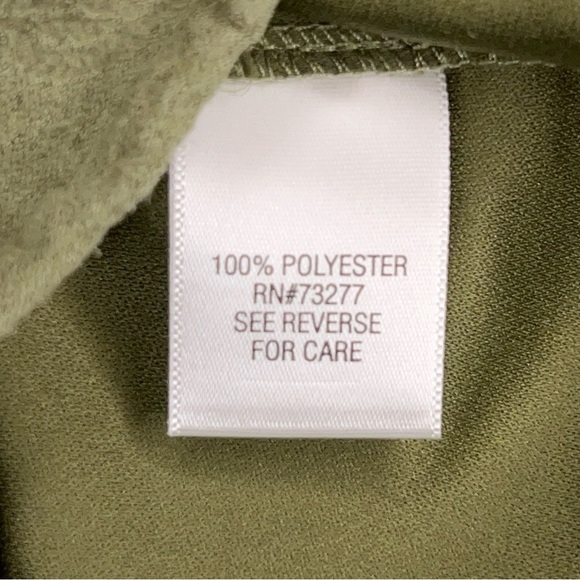 100% POLYESTER
RN#73277
SEE REVERSE
FOR CARE